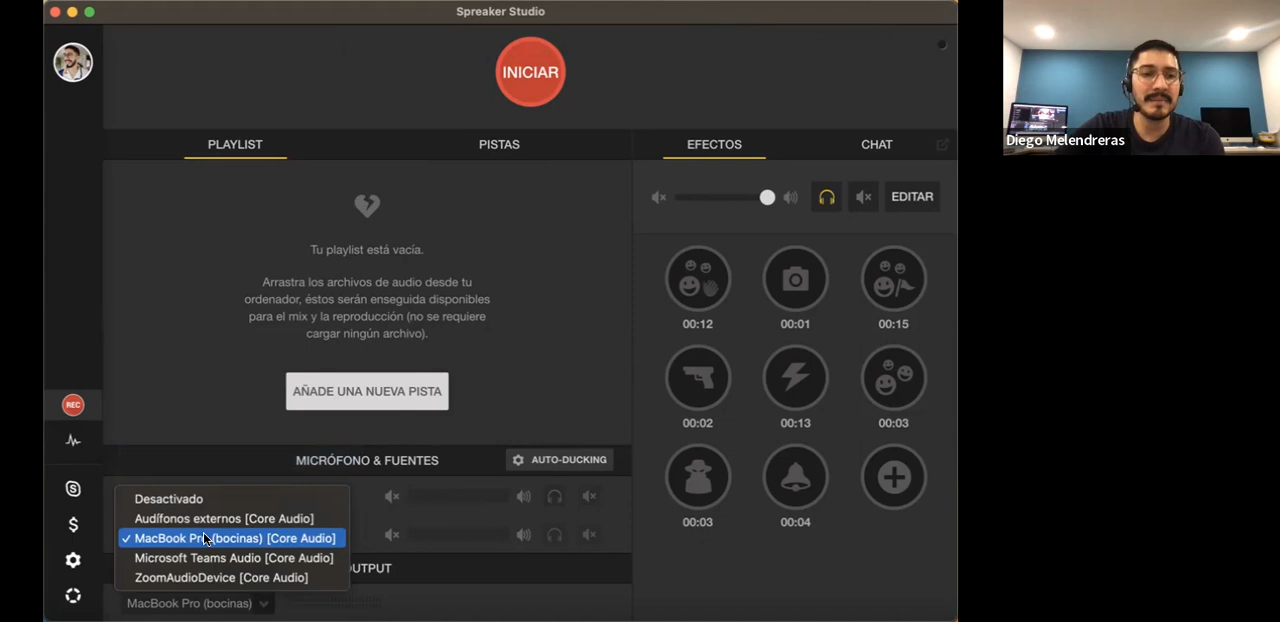 Spreaker Studio
INICIAR
PLAYLIST
PISTAS
EFECTOS
CHAT
EDITAR
Tu playlist está vacía.
Arrastra los archivos de audio desde tu
ordenador, éstos serán enseguida disponibles
para el mix y la reproducción (no se requiere
cargar ningún archivo).
AÑADE UNA NUEVA PISTA
00:12
00:01
00:15
00:02
00:13
00:03
00:03
00:04
REC
MICRÓFONO & FUENTES
AUTO-DUCKING
Desactivado
Audífonos externos [Core Audio]
✓ MacBook Pro (bocinas) [Core Audio]
Microsoft Teams Audio [Core Audio]
ZoomAudioDevice [Core Audio]
OUTPUT
MacBook Pro (bocinas)
Diego Melendreras